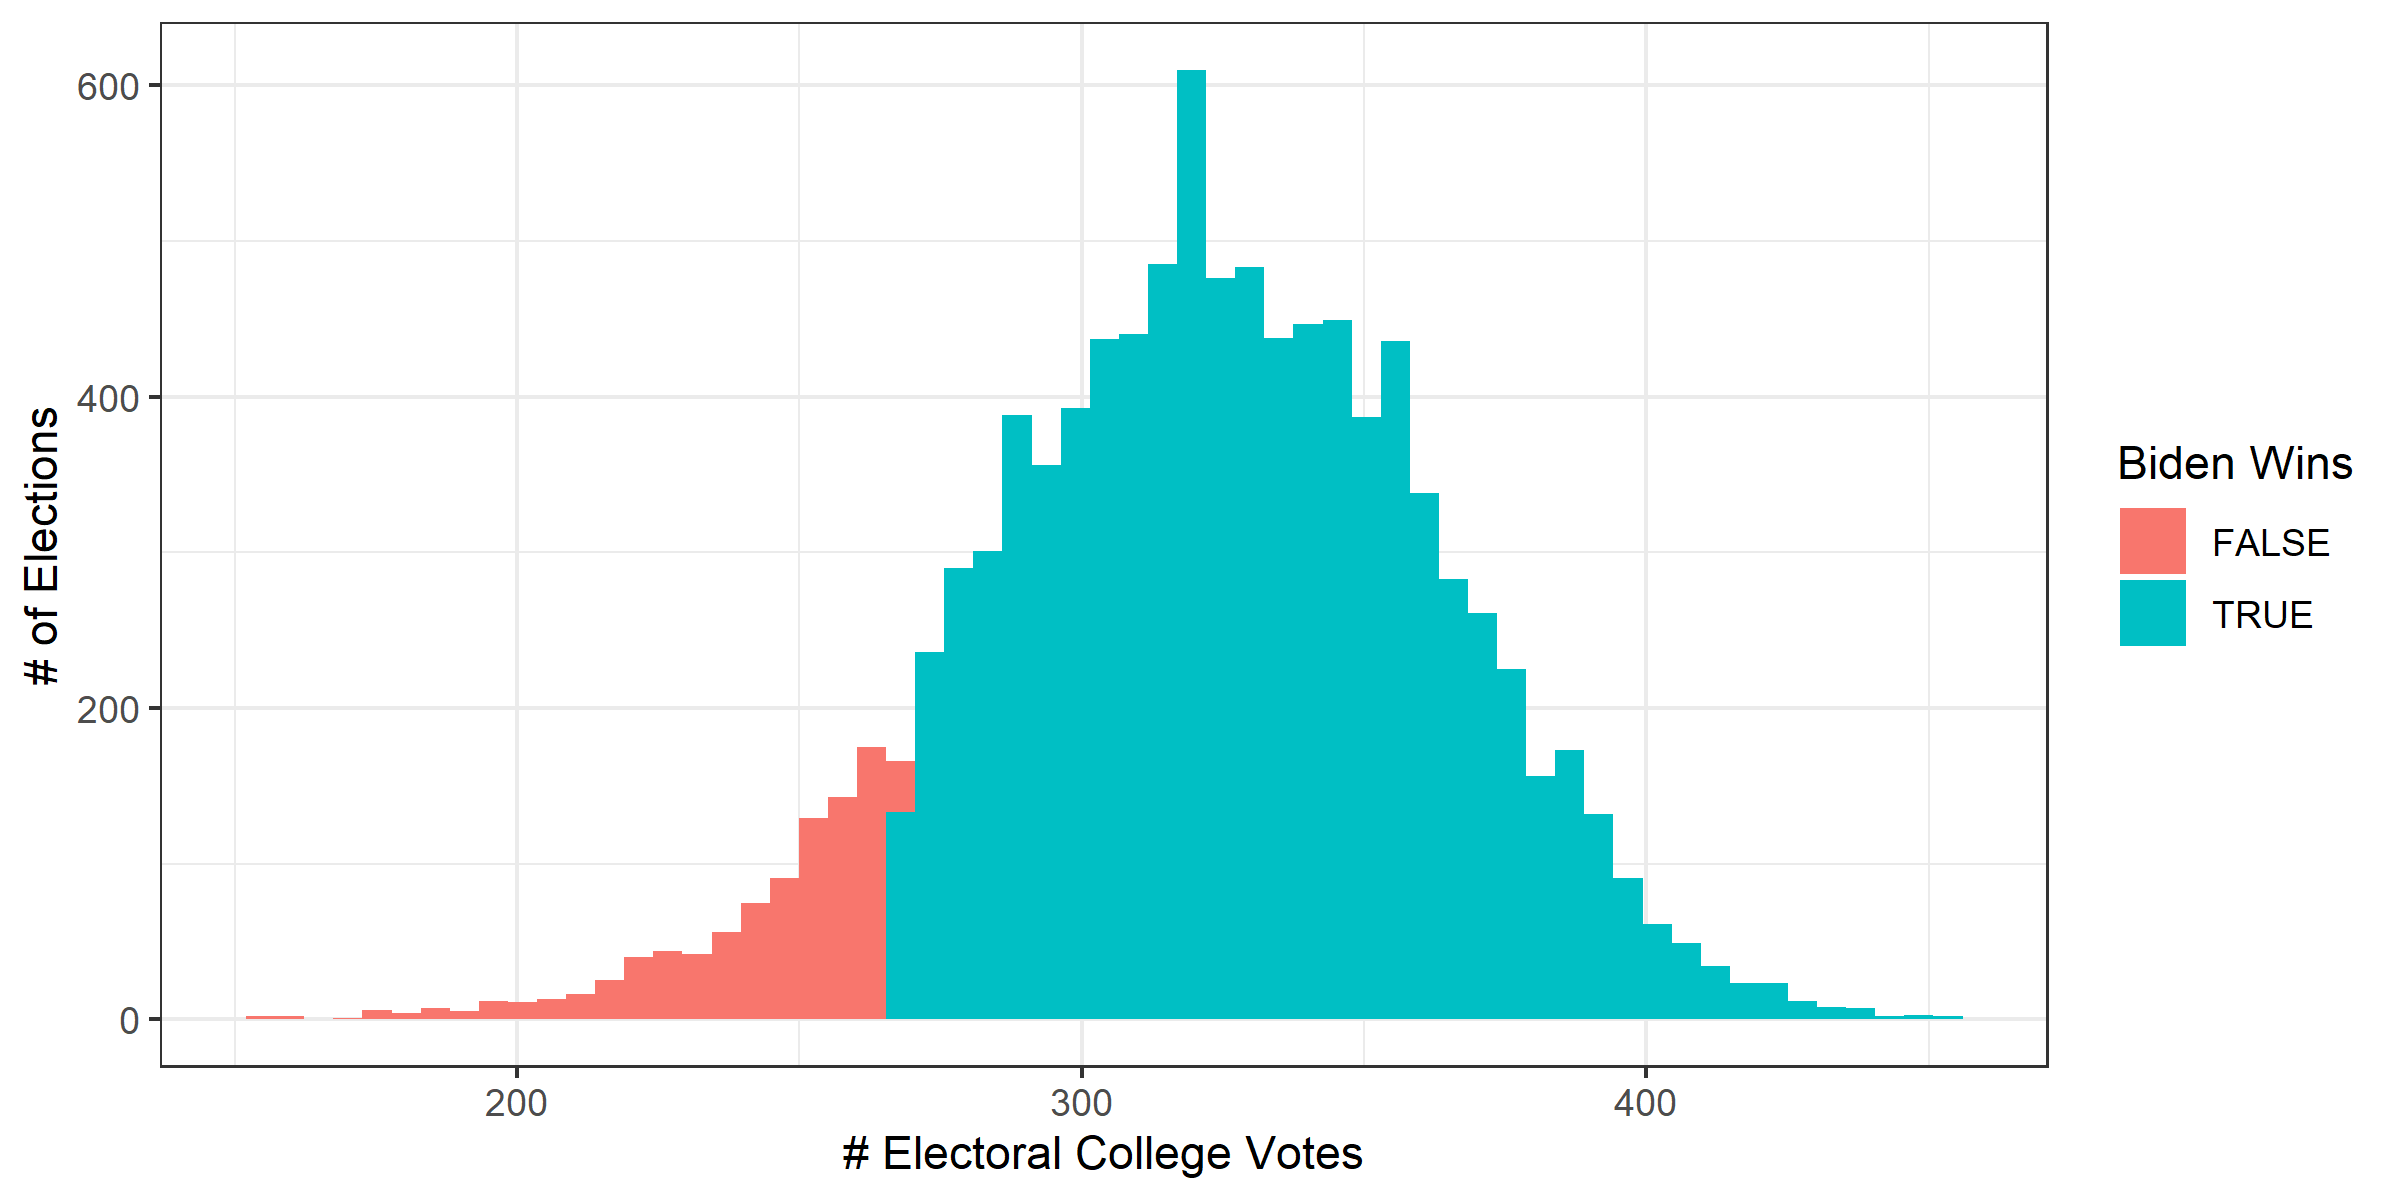 600
400
200
0
# of Elections
200
300
400
# Electoral College Votes
Biden Wins
FALSE
TRUE